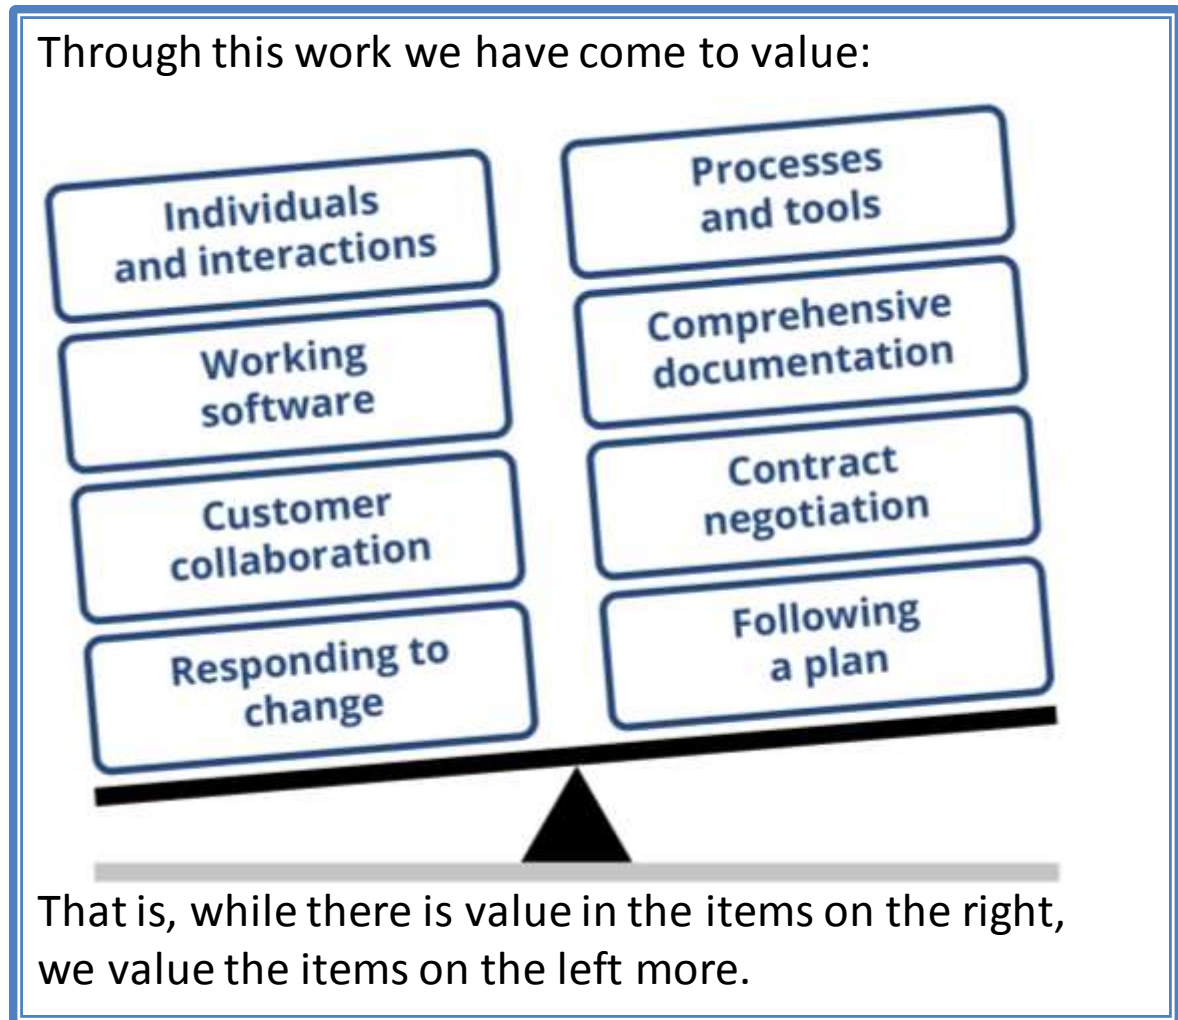 Through this work we have come to value:
Individuals
and interactions
Processes
and tools
Working
software
Comprehensive
documentation
Customer
collaboration
Contract
negotiation
Responding to
change
Following
a plan
That is, while there is value in the items on the right,
we value the items on the left more.